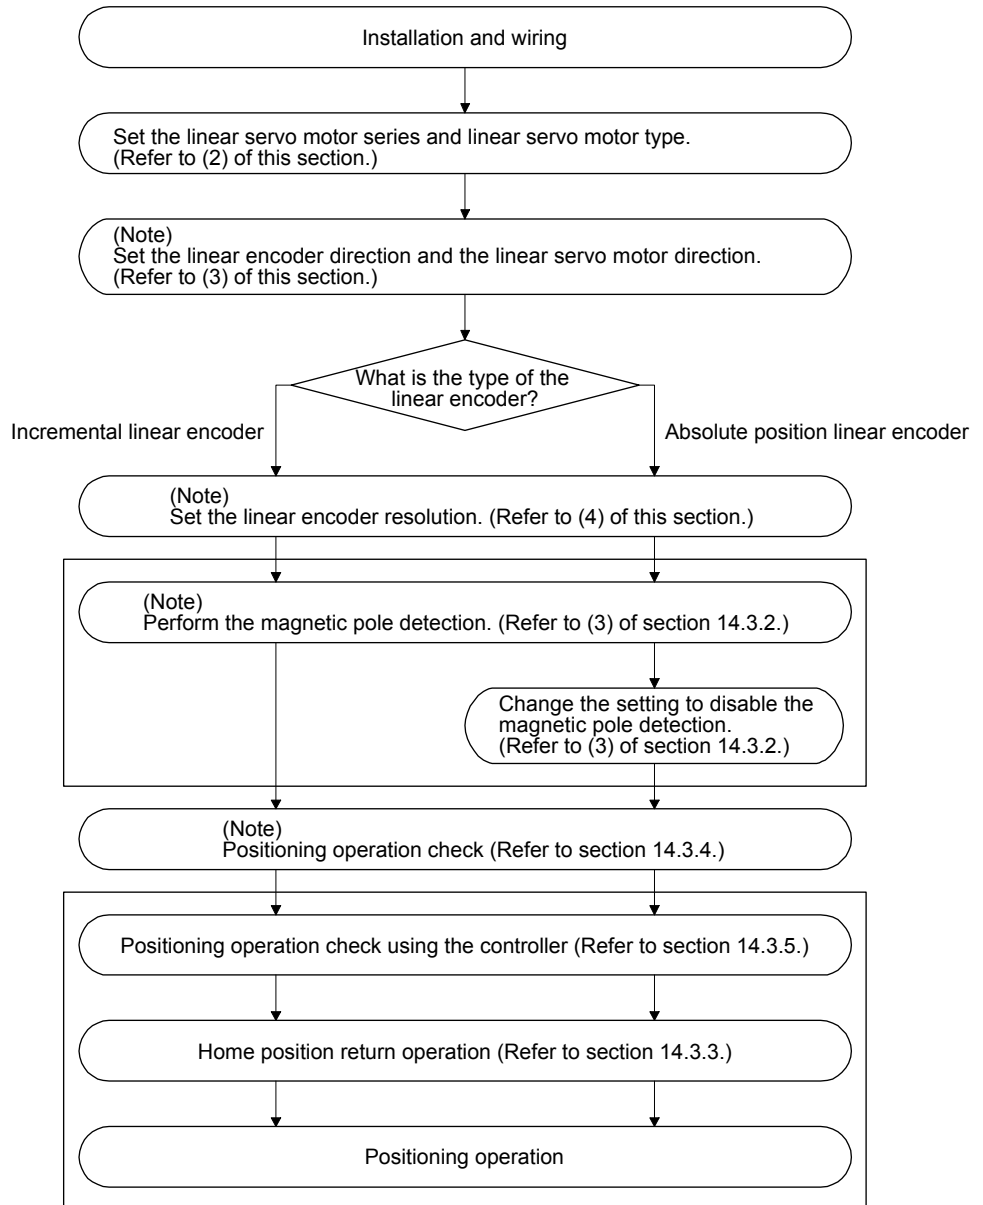 Installation and wiring
Set the linear servo motor series and linear servo motor type.
(Refer to (2) of this section.)
(Note)
Set the linear encoder direction and the linear servo motor direction.
(Refer to (3) of this section.)
What is the type of the
linear encoder?
Incremental linear encoder
Absolute position linear encoder
(Note)
Set the linear encoder resolution. (Refer to (4) of this section.)
(Note)
Perform the magnetic pole detection. (Refer to (3) of section 14.3.2.)
Change the setting to disable the
magnetic pole detection.
(Refer to (3) of section 14.3.2.)
(Note)
Positioning operation check (Refer to section 14.3.4.)
Positioning operation check using the controller (Refer to section 14.3.5.)
Home position return operation (Refer to section 14.3.3.)
Positioning operation